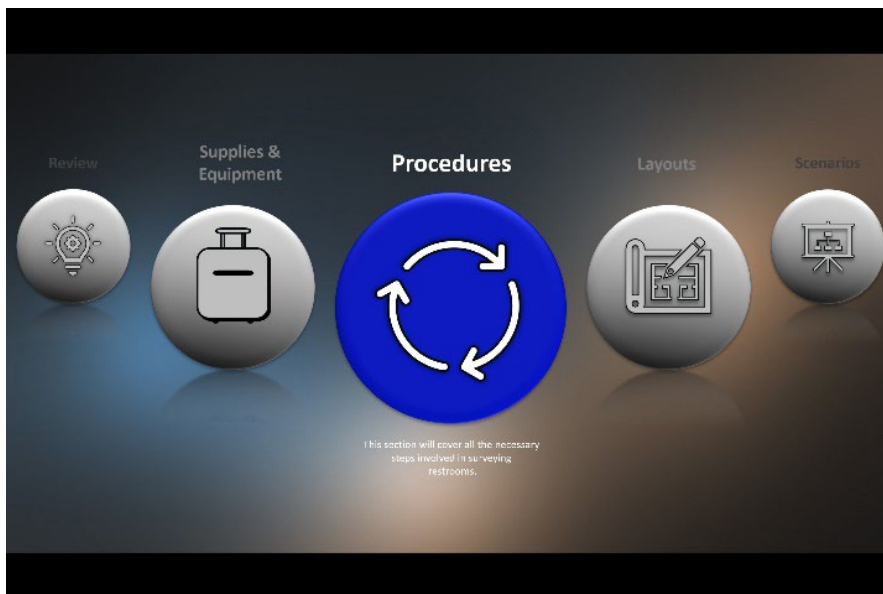 Review
Supplies &
Equipment
Procedures
Layouts
Scenarios
This section will cover all the necessary
steps involved in surveying
restrooms.